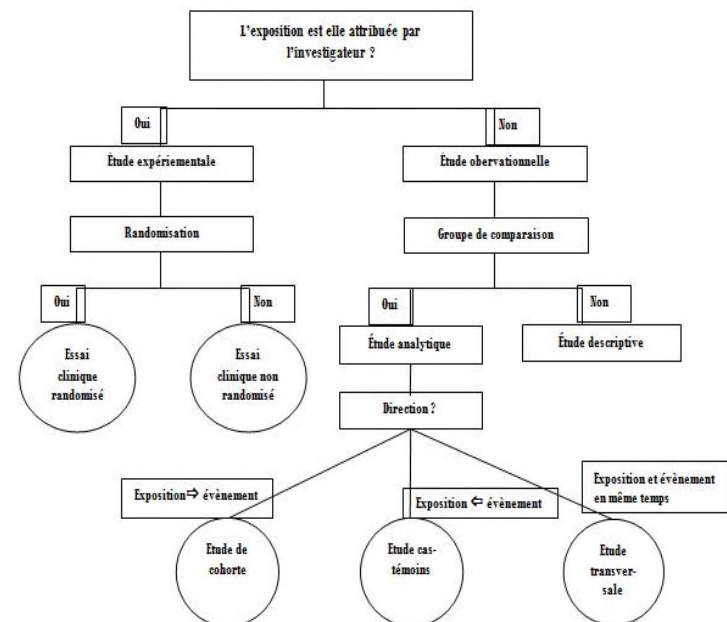 L'exposition est elle attribuée par
l'investigateur ?
Oui
Non
Étude expériementale
Étude obervationnelle
Randomisation
Groupe de comparaison
Oui
Non
Oui
Non
Essai
clinique
randomisé
Essai
clinique non
randomisé
Étude analytique
Étude descriptive
Direction ?
Exposition⇨ évènement
Exposition ⇦ évènement
Exposition et évènement
en même temps
Etude de
cohorte
Etude cas-
témoins
Etude
transver-
sale